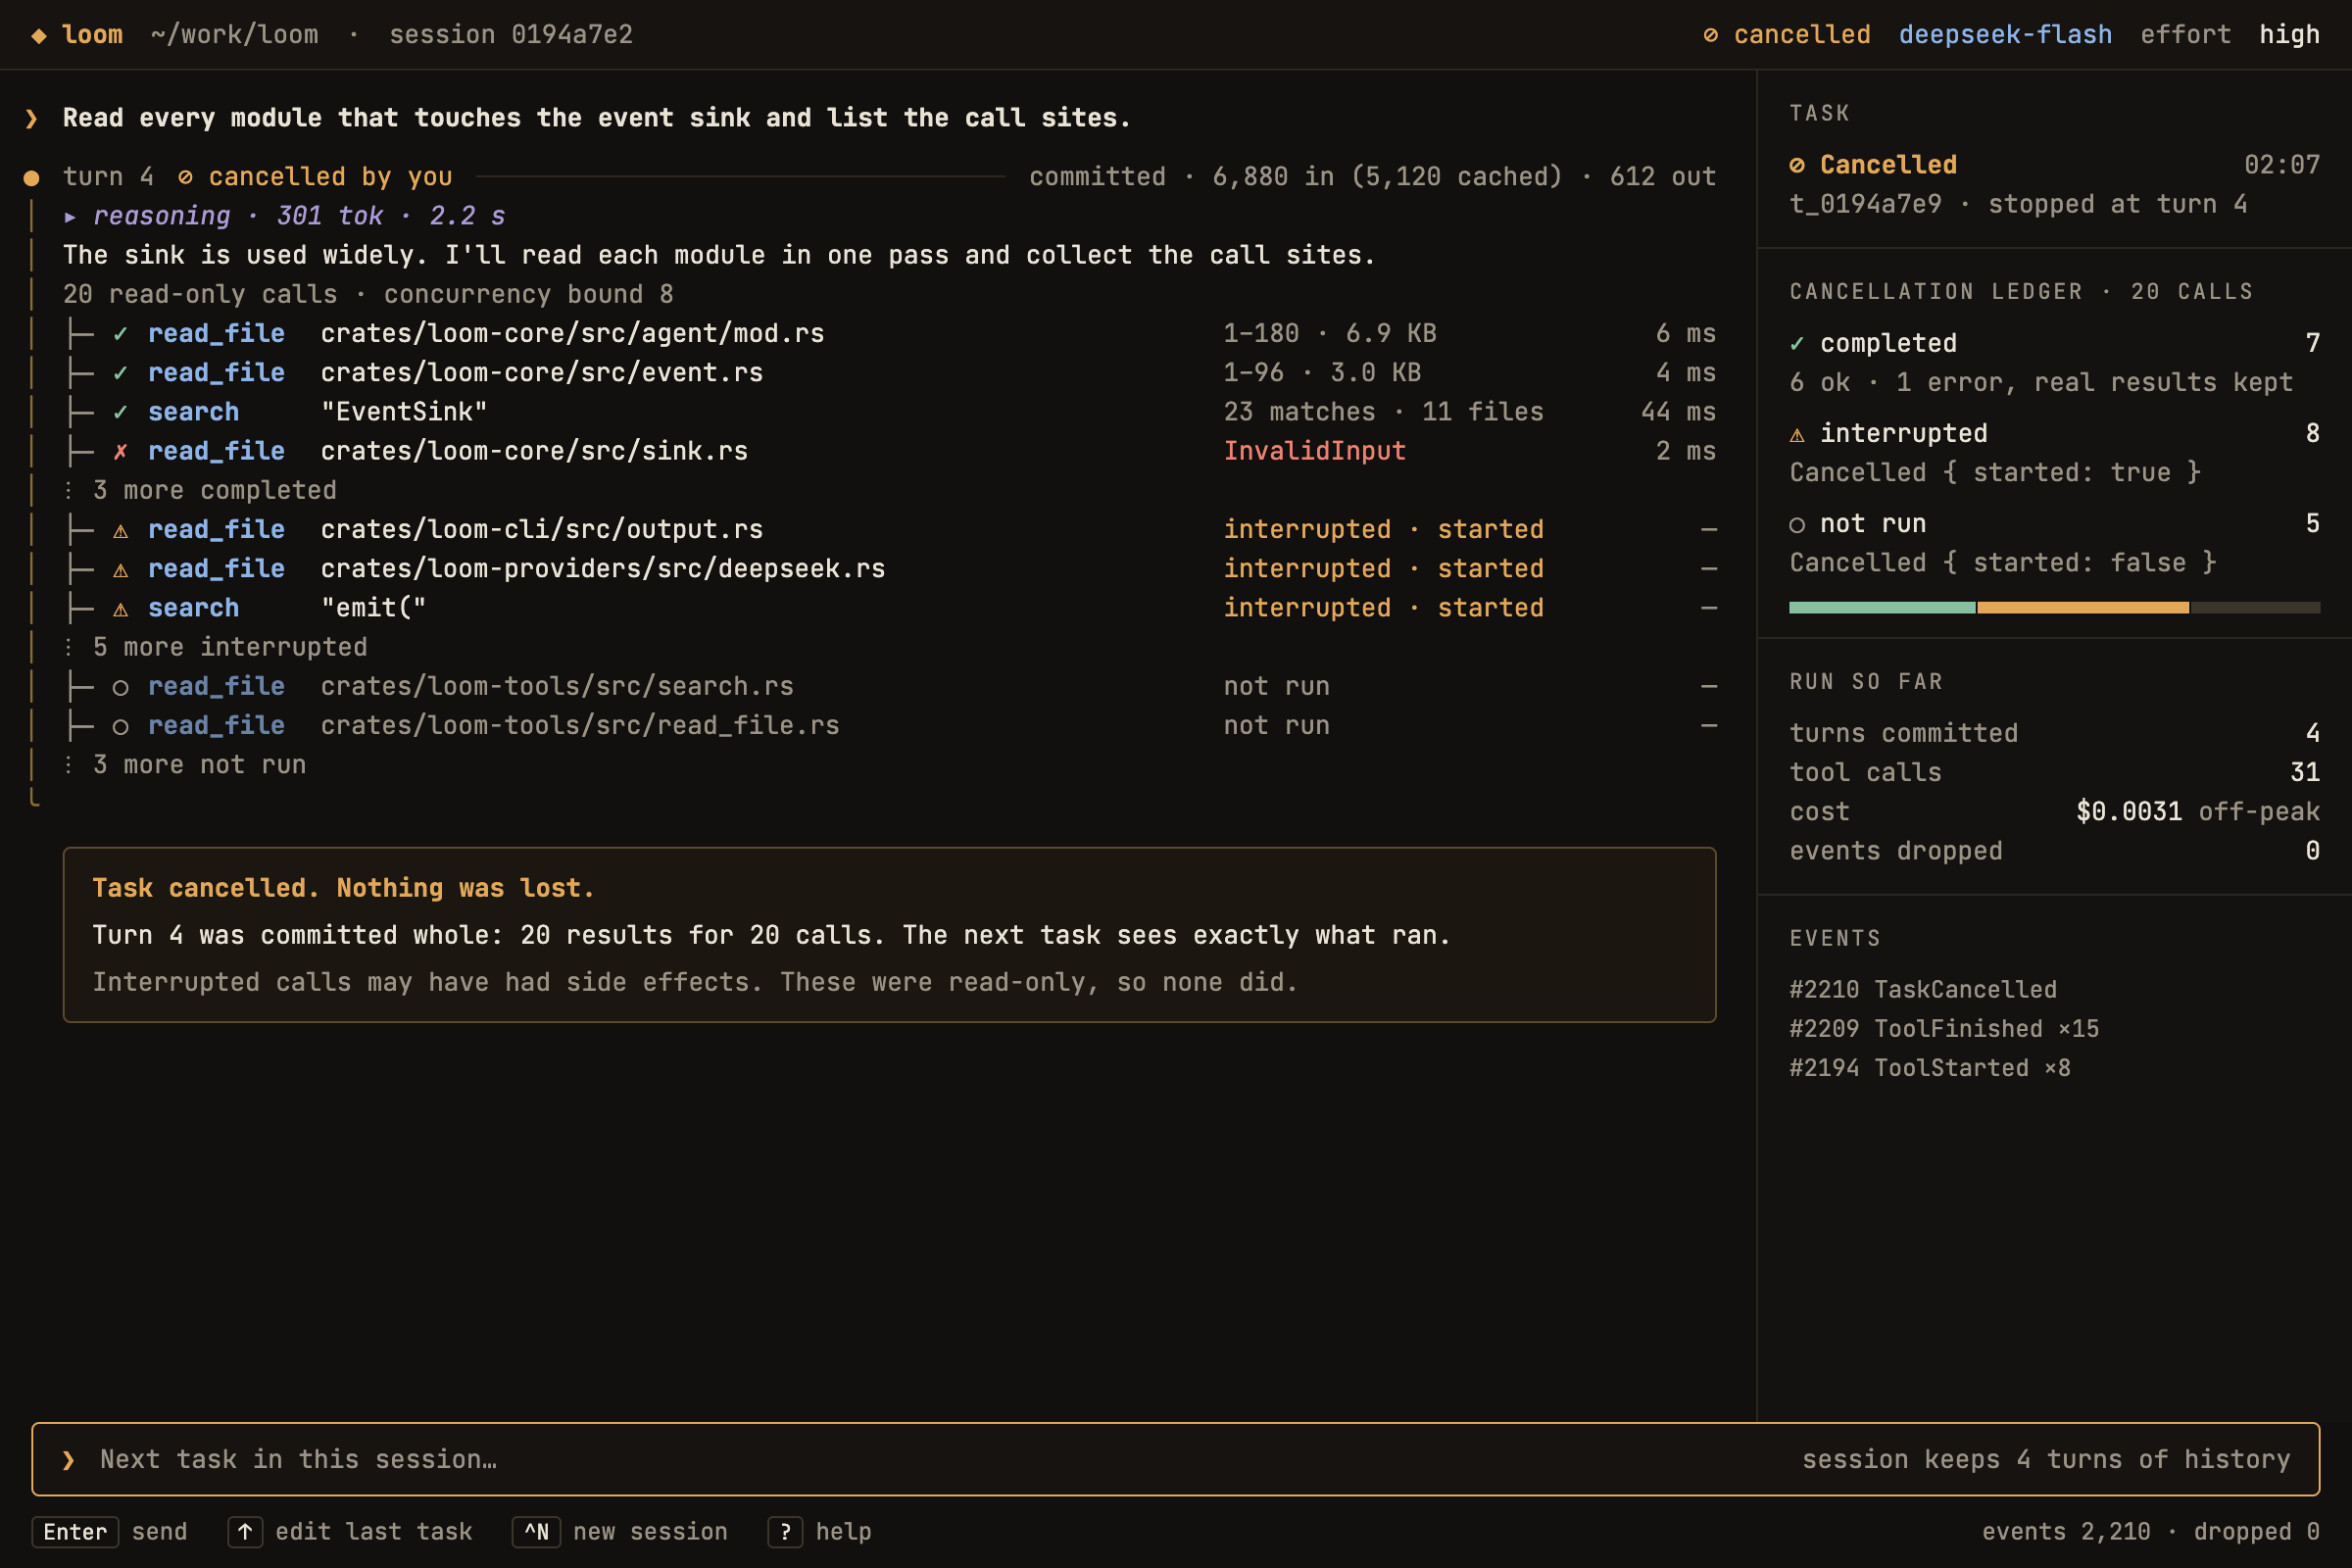 ◆ loom ~/work/loom · session 0194a7e2
⊘ cancelled deepseek-flash effort high
❯ Read every module that touches the event sink and list the call sites.
● turn 4 ⊘ cancelled by you committed · 6,880 in (5,120 cached) · 612 out
▸ reasoning · 301 tok · 2.2 s
The sink is used widely. I'll read each module in one pass and collect the call sites.
20 read-only calls · concurrency bound 8
├─ ✓ read_file crates/loom-core/src/agent/mod.rs 1–180 · 6.9 KB 6 ms
├─ ✓ read_file crates/loom-core/src/event.rs 1–96 · 3.0 KB 4 ms
├─ ✓ search "EventSink" 23 matches · 11 files 44 ms
├─ ✗ read_file crates/loom-core/src/sink.rs InvalidInput 2 ms
⋮ 3 more completed
├─ ⚠ read_file crates/loom-cli/src/output.rs interrupted · started —
├─ ⚠ read_file crates/loom-providers/src/deepseek.rs interrupted · started —
├─ ⚠ search "emit(" interrupted · started —
⋮ 5 more interrupted
├─ ○ read_file crates/loom-tools/src/search.rs not run —
├─ ○ read_file crates/loom-tools/src/read_file.rs not run —
⋮ 3 more not run
Task cancelled. Nothing was lost.
Turn 4 was committed whole: 20 results for 20 calls. The next task sees exactly what ran.
Interrupted calls may have had side effects. These were read-only, so none did.
TASK
⊘ Cancelled 02:07
t_0194a7e9 · stopped at turn 4
CANCELLATION LEDGER · 20 CALLS
✓ completed 7
6 ok · 1 error, real results kept
⚠ interrupted 8
Cancelled { started: true }
○ not run 5
Cancelled { started: false }
RUN SO FAR
turns committed 4
tool calls 31
cost $0.0031 off-peak
events dropped 0
EVENTS
#2210 TaskCancelled
#2209 ToolFinished ×15
#2194 ToolStarted ×8
❯ Next task in this session… session keeps 4 turns of history
Enter send ↑ edit last task ^N new session ? help events 2,210 · dropped 0